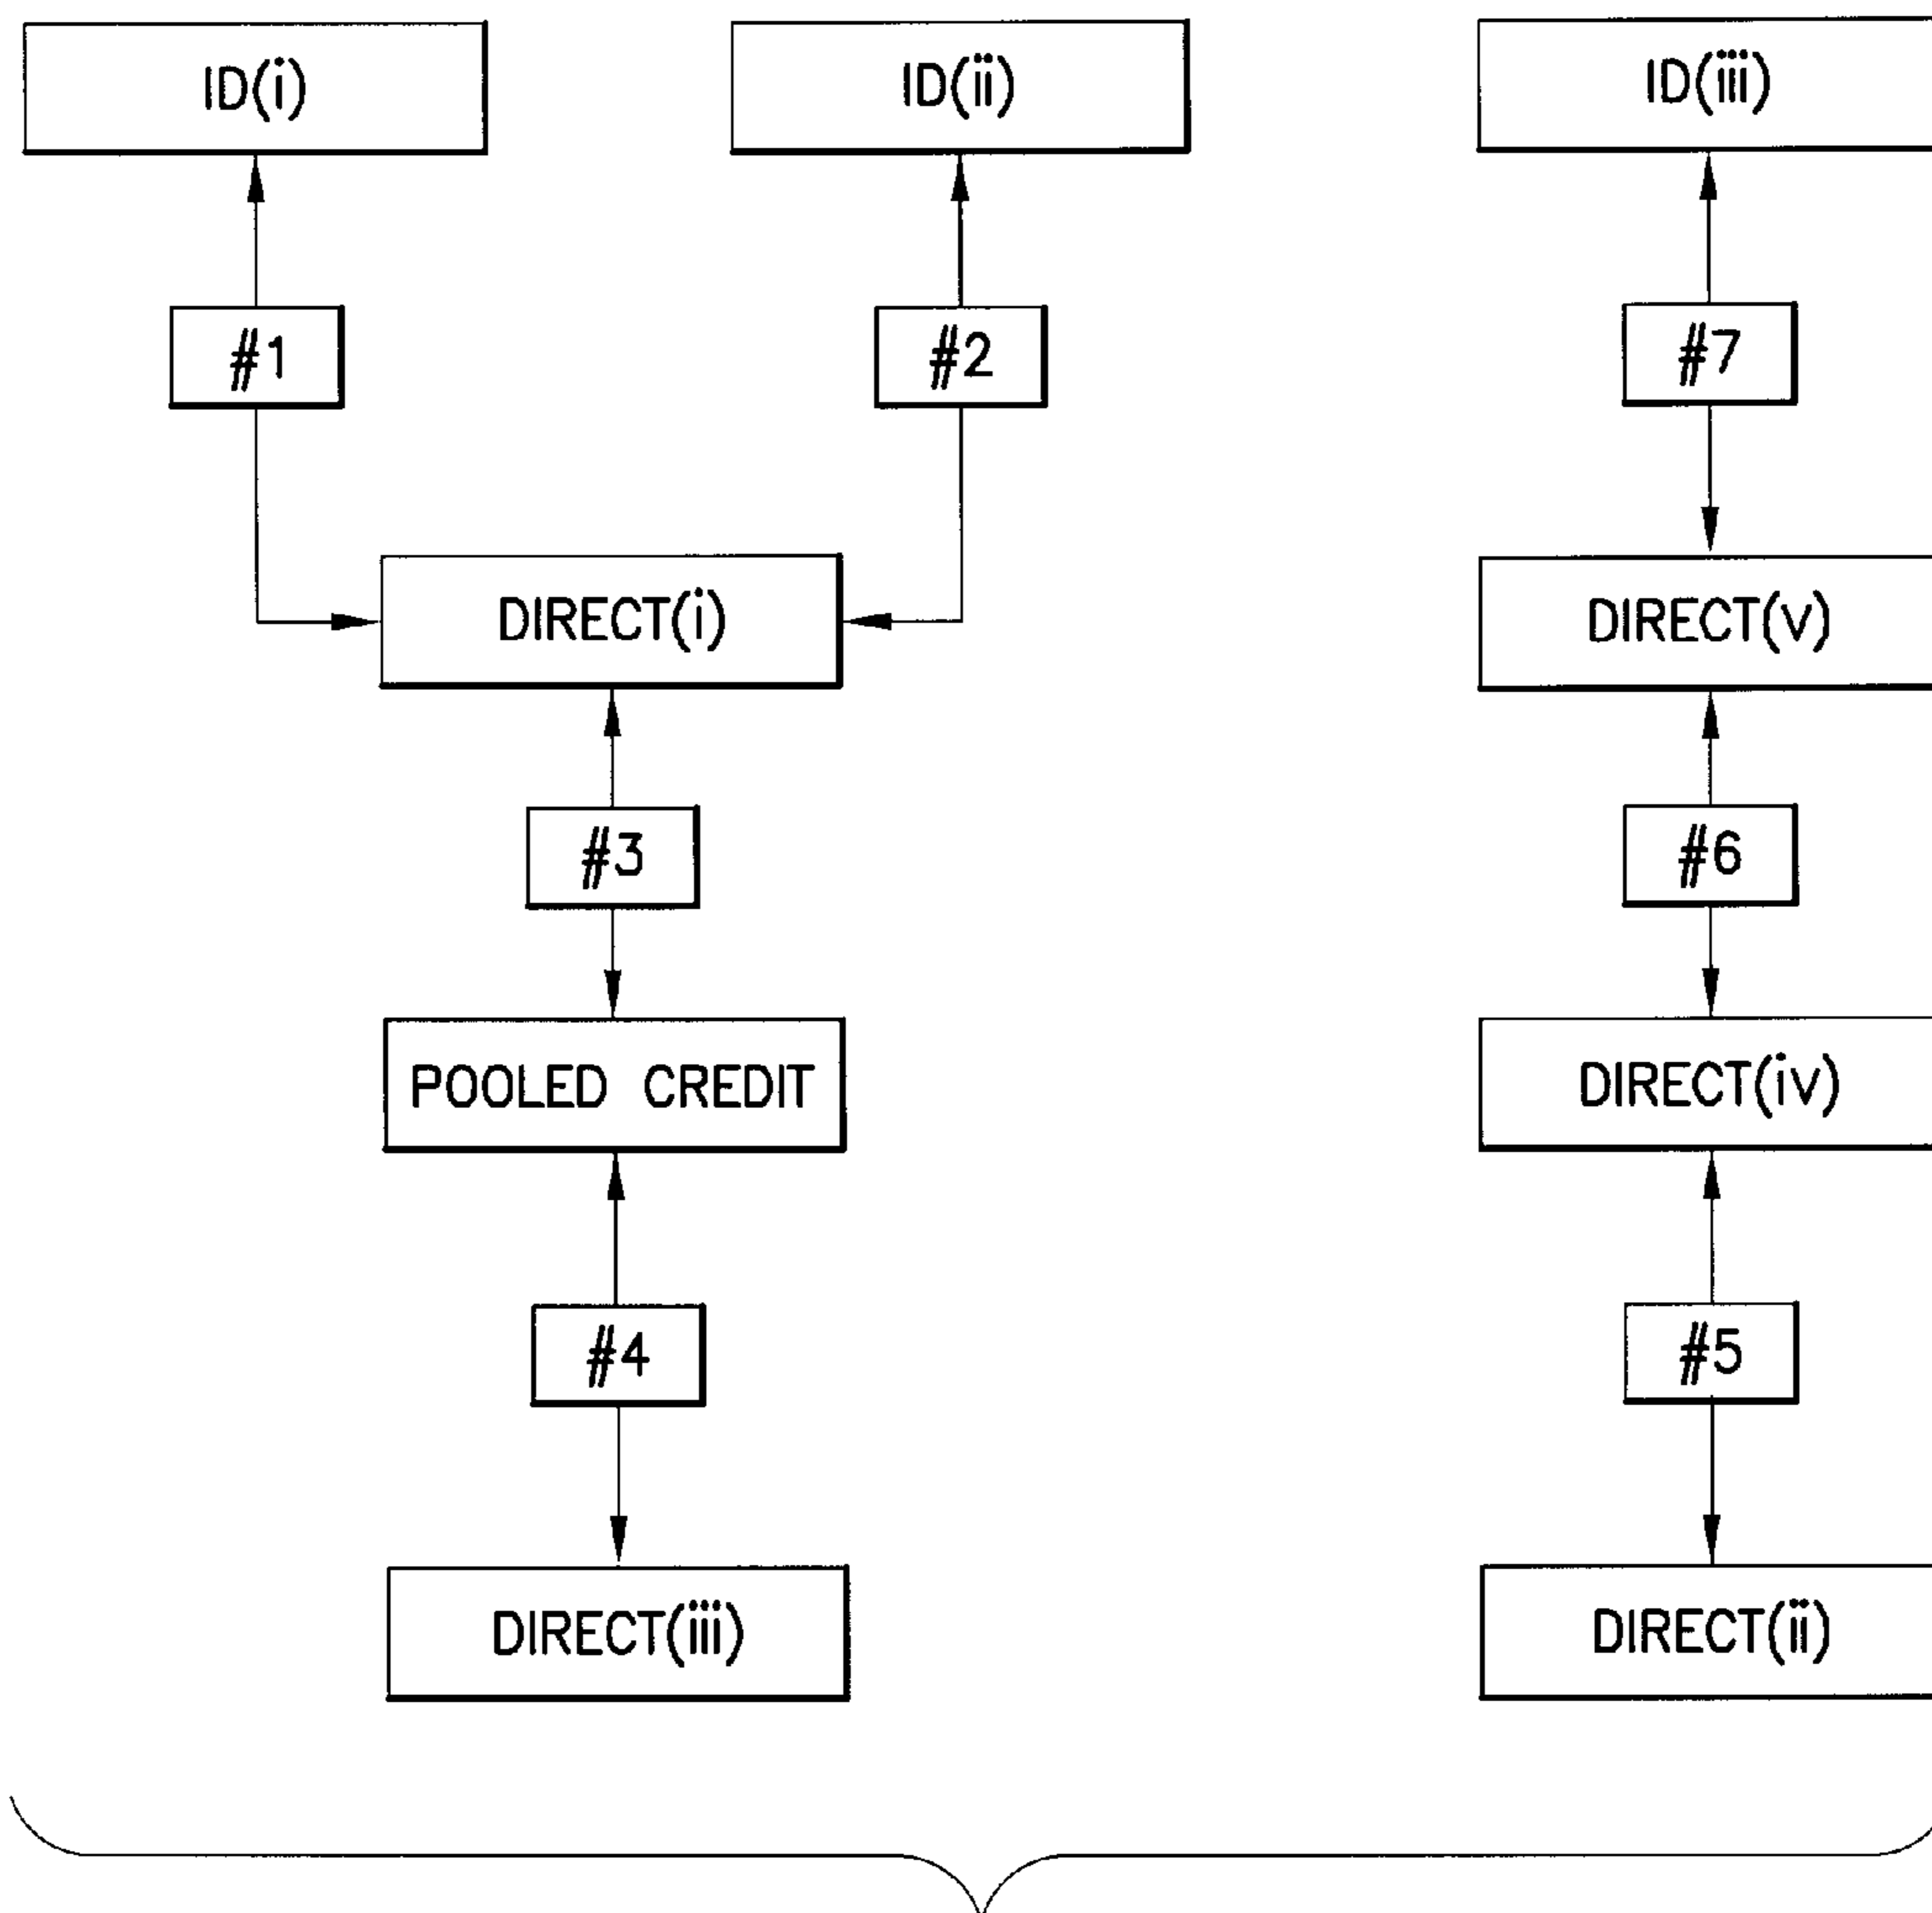 ID(i)
ID(ii)
ID(iii)
#1
#2
#7
DIRECT(i)
DIRECT(v)
#3
#6
POOLED CREDIT
DIRECT(iv)
#4
#5
DIRECT(iii)
DIRECT(ii)